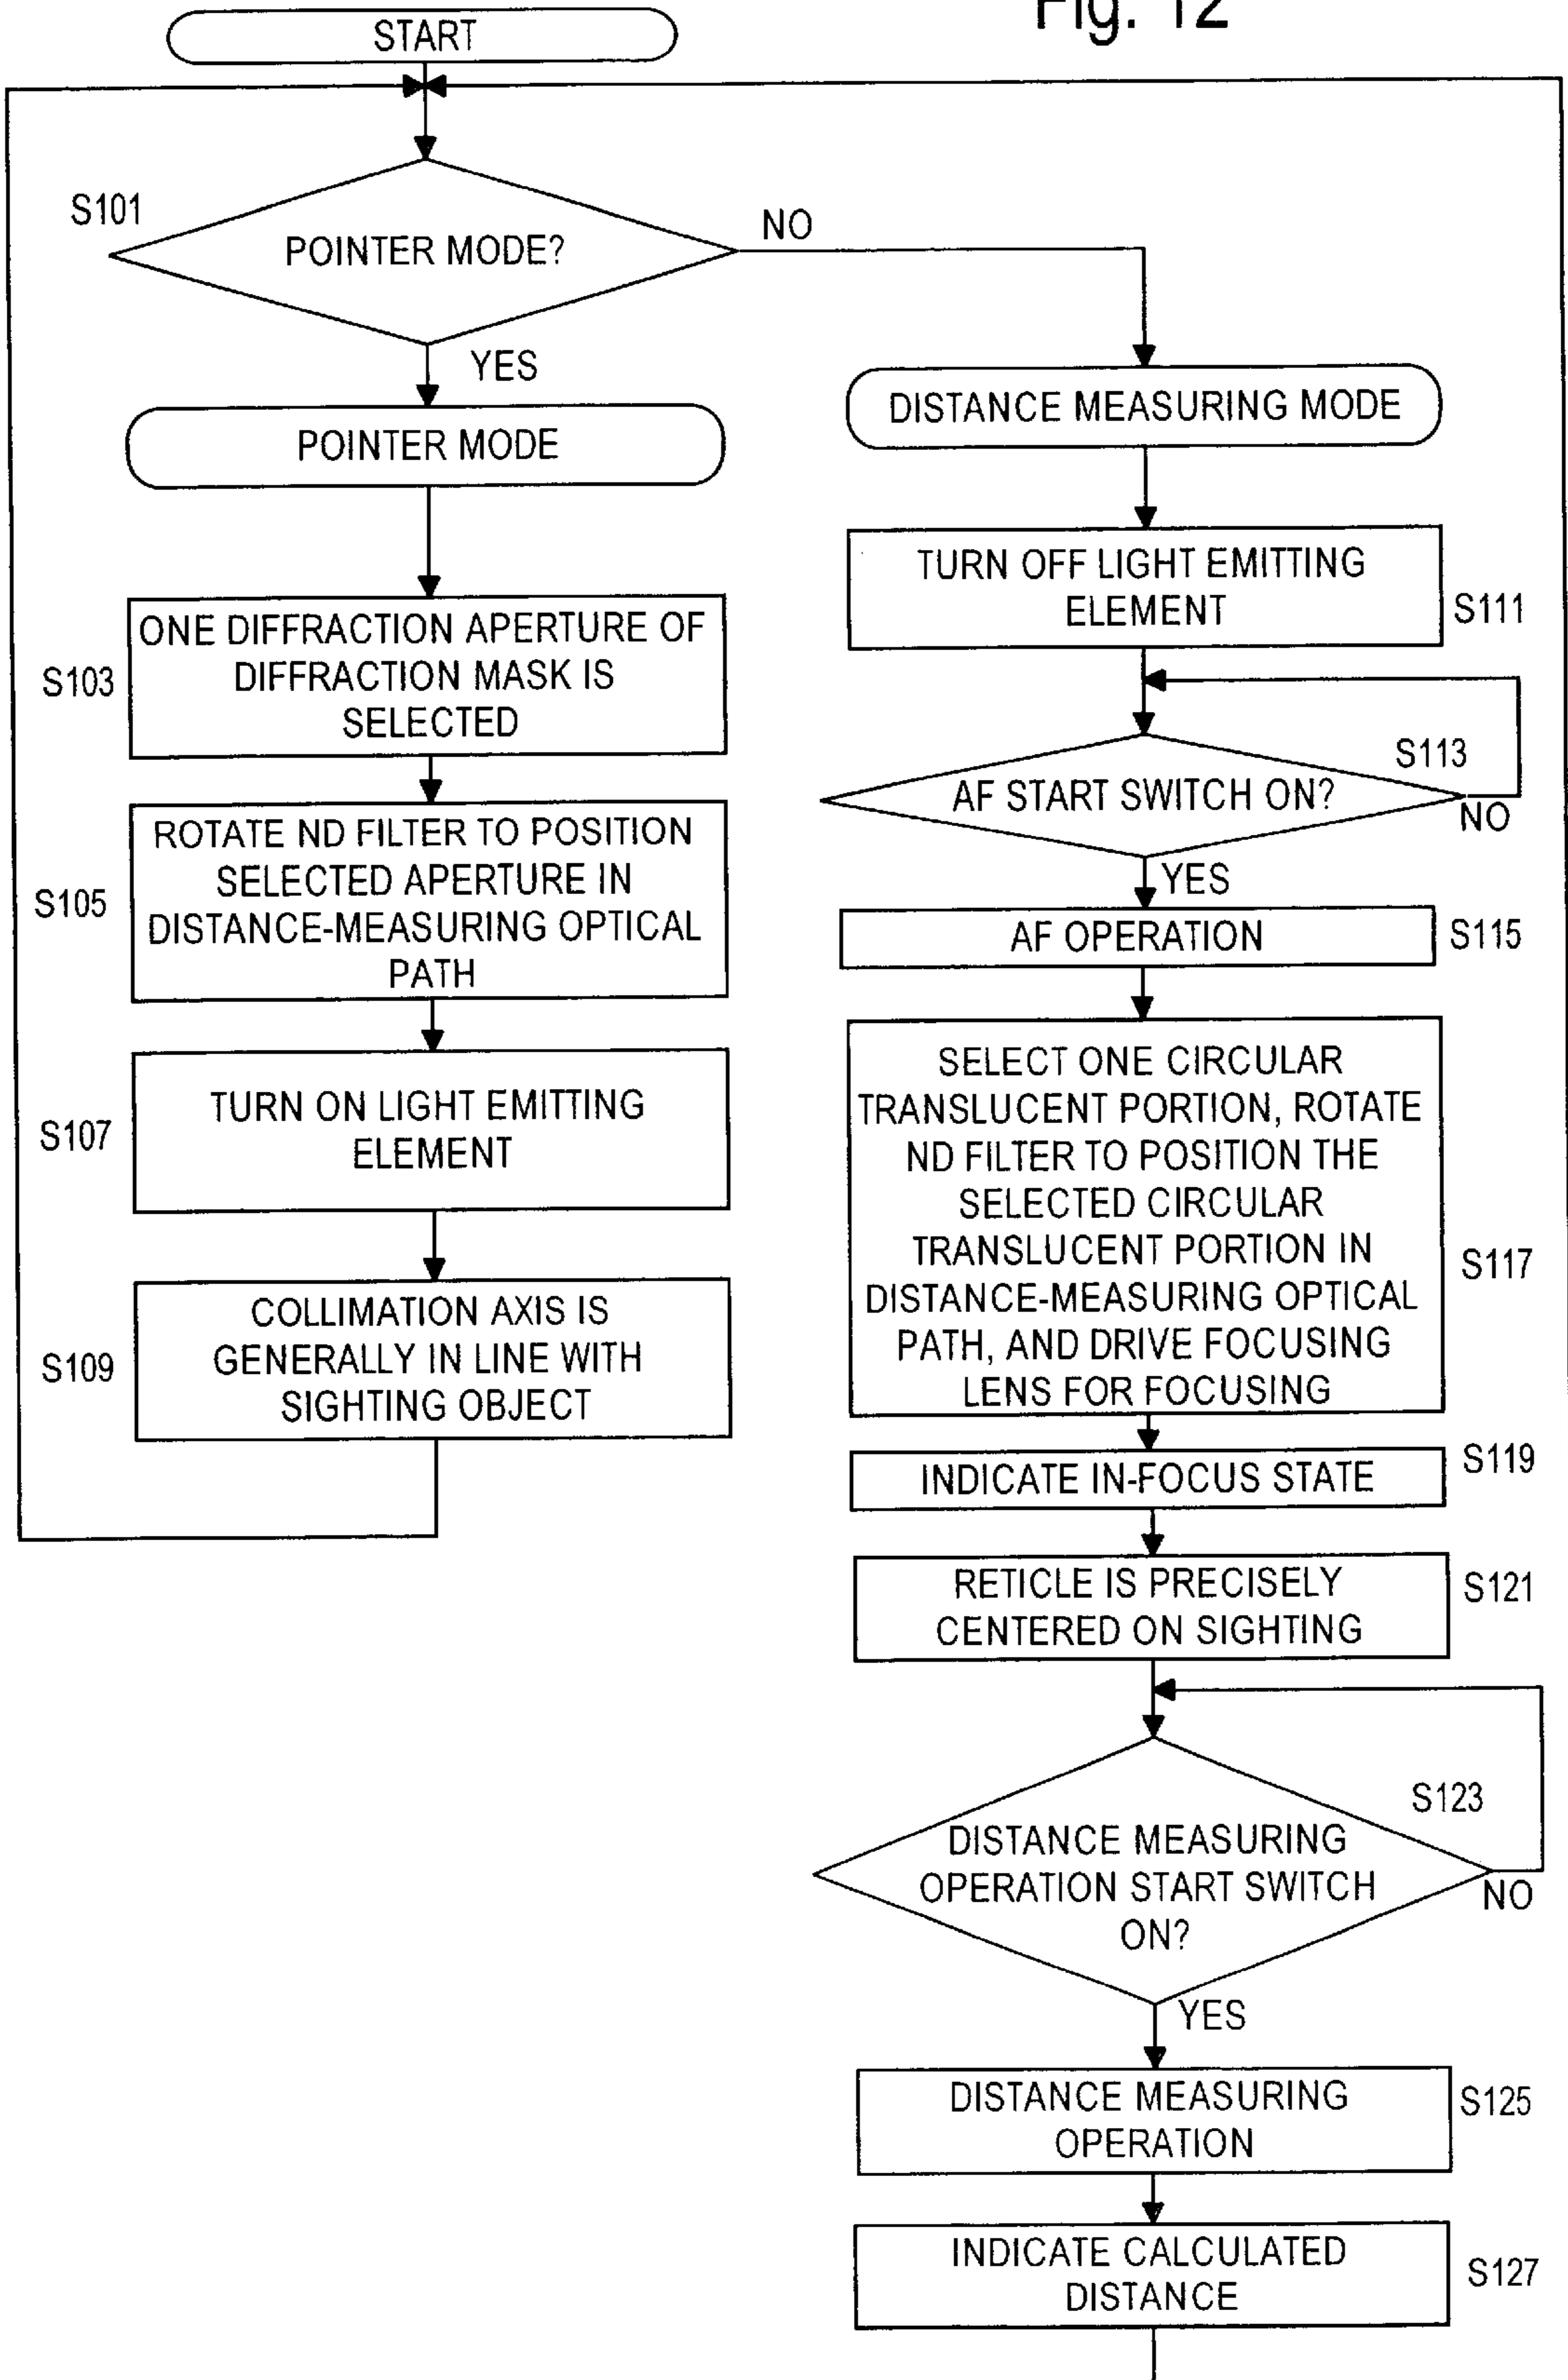 Fig. 12
START
S101
POINTER MODE?
NO
YES
POINTER MODE
S103
ONE DIFFRACTION APERTURE OF
DIFFRACTION MASK IS
SELECTED
S105
ROTATE ND FILTER TO POSITION
SELECTED APERTURE IN
DISTANCE-MEASURING OPTICAL
PATH
S107
TURN ON LIGHT EMITTING
ELEMENT
S109
COLLIMATION AXIS IS
GENERALLY IN LINE WITH
SIGHTING OBJECT
DISTANCE MEASURING MODE
TURN OFF LIGHT EMITTING
ELEMENT
S111
S113
AF START SWITCH ON?
NO
YES
AF OPERATION
S115
SELECT ONE CIRCULAR
TRANSLUCENT PORTION, ROTATE
ND FILTER TO POSITION THE
SELECTED CIRCULAR
TRANSLUCENT PORTION IN
DISTANCE-MEASURING OPTICAL
PATH, AND DRIVE FOCUSING
LENS FOR FOCUSING
S117
INDICATE IN-FOCUS STATE
S119
RETICLE IS PRECISELY
CENTERED ON SIGHTING
S121
S123
DISTANCE MEASURING
OPERATION START SWITCH
ON?
NO
YES
DISTANCE MEASURING
OPERATION
S125
INDICATE CALCULATED
DISTANCE
S127